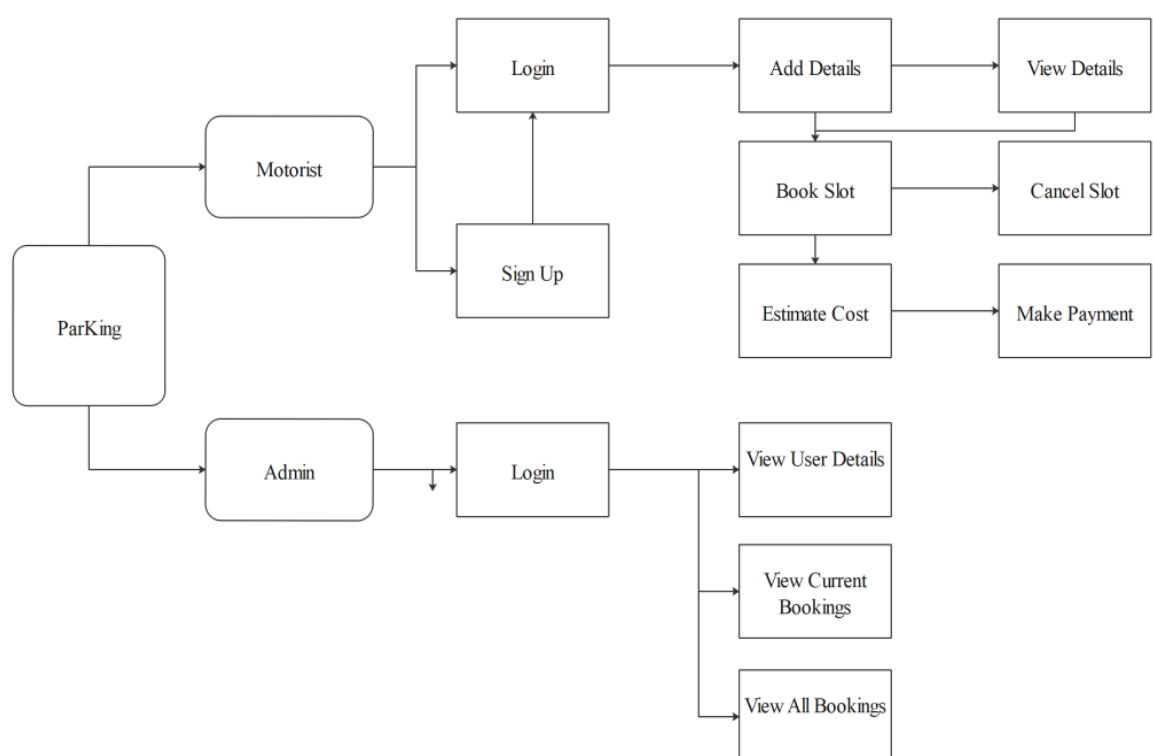 Login
Add Details
View Details
Motorist
Book Slot
Cancel Slot
Sign Up
Estimate Cost
Make Payment
ParKing
Admin
Login
View User Details
View Current
Bookings
View All Bookings